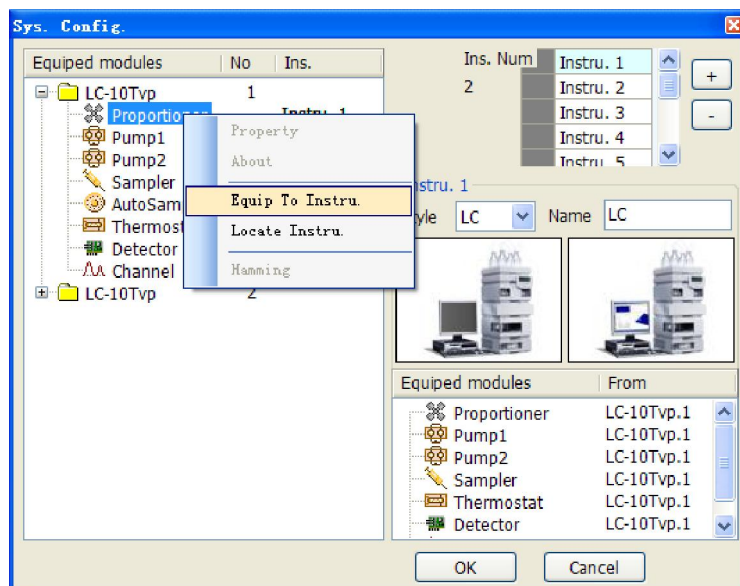 Sys. Config.
Equiped modules No Ins.
LC-10Tvp 1
Proportioner Instru. 1
Pump1
Pump2
Sampler
AutoSam
Thermost
Detector
Channel
LC-10Tvp 2
Property
About
Equip To Instru.
Locate Instru.
Hamming
Ins. Num
2
Instru. 1
Instru. 2
Instru. 3
Instru. 4
Instru. 5
+
-
nstru. 1
yle LC Name LC
Equiped modules From
Proportioner LC-10Tvp.1
Pump1 LC-10Tvp.1
Pump2 LC-10Tvp.1
Sampler LC-10Tvp.1
Thermostat LC-10Tvp.1
Detector LC-10Tvp.1
OK Cancel